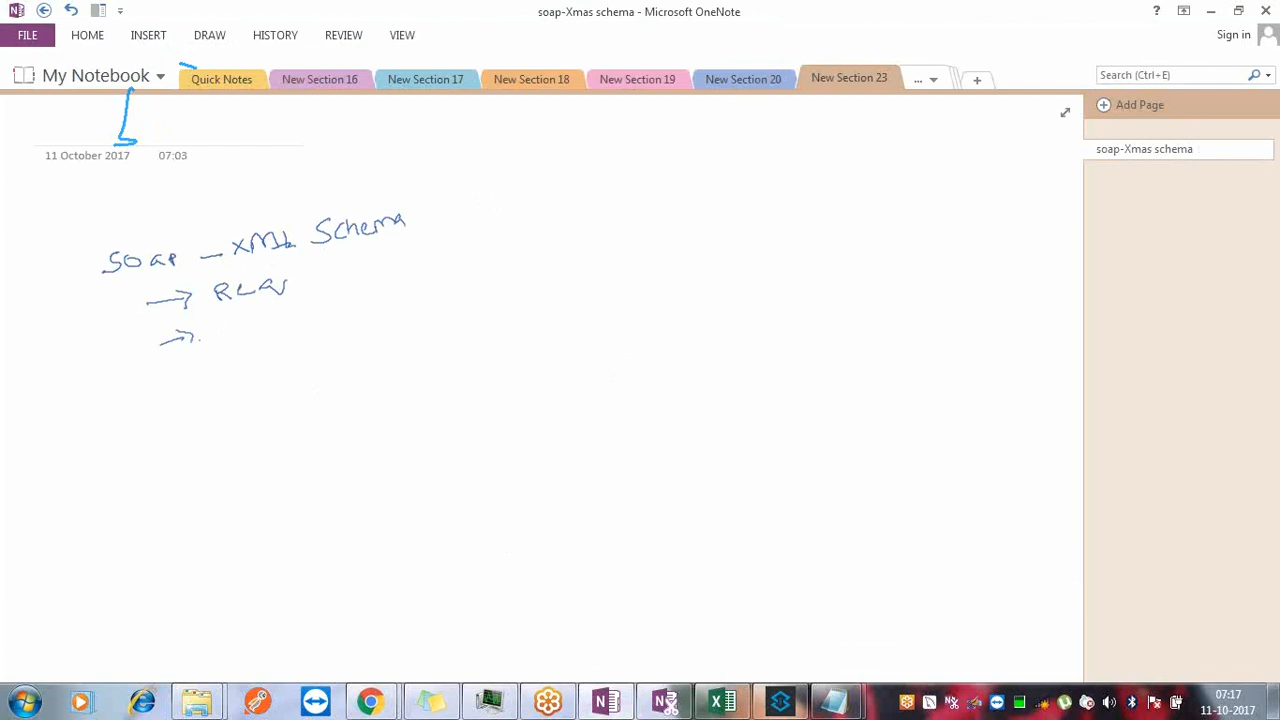 soap-Xmas schema - Microsoft OneNote
FILE HOME INSERT DRAW HISTORY REVIEW VIEW
Sign in
My Notebook
Quick Notes New Section 16 New Section 17 New Section 18 New Section 19 New Section 20 New Section 23 ...
Search (Ctrl+E)
Add Page
soap-Xmas schema
11 October 2017 07:03
Soap - XML Schema
07:17
11-10-2017